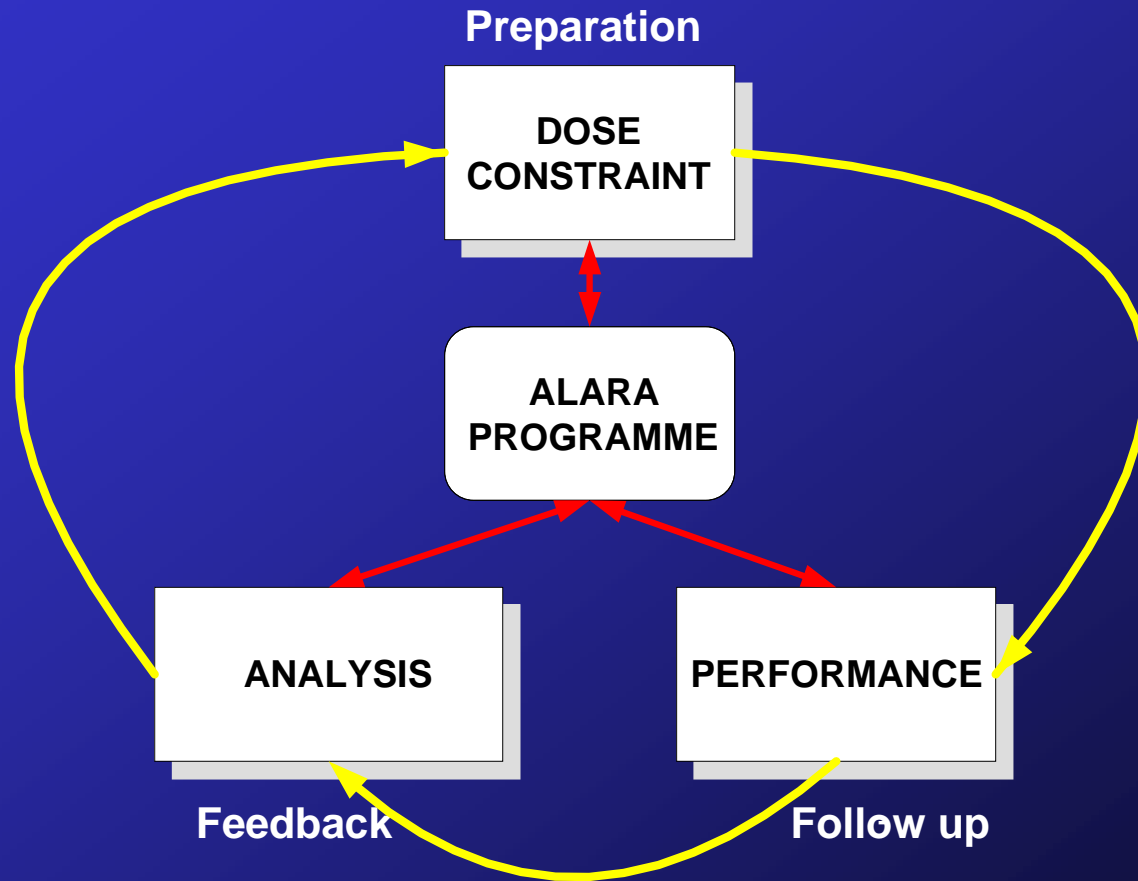 Preparation
DOSE
CONSTRAINT
ALARA
PROGRAMME
ANALYSIS
PERFORMANCE
Feedback
Follow up